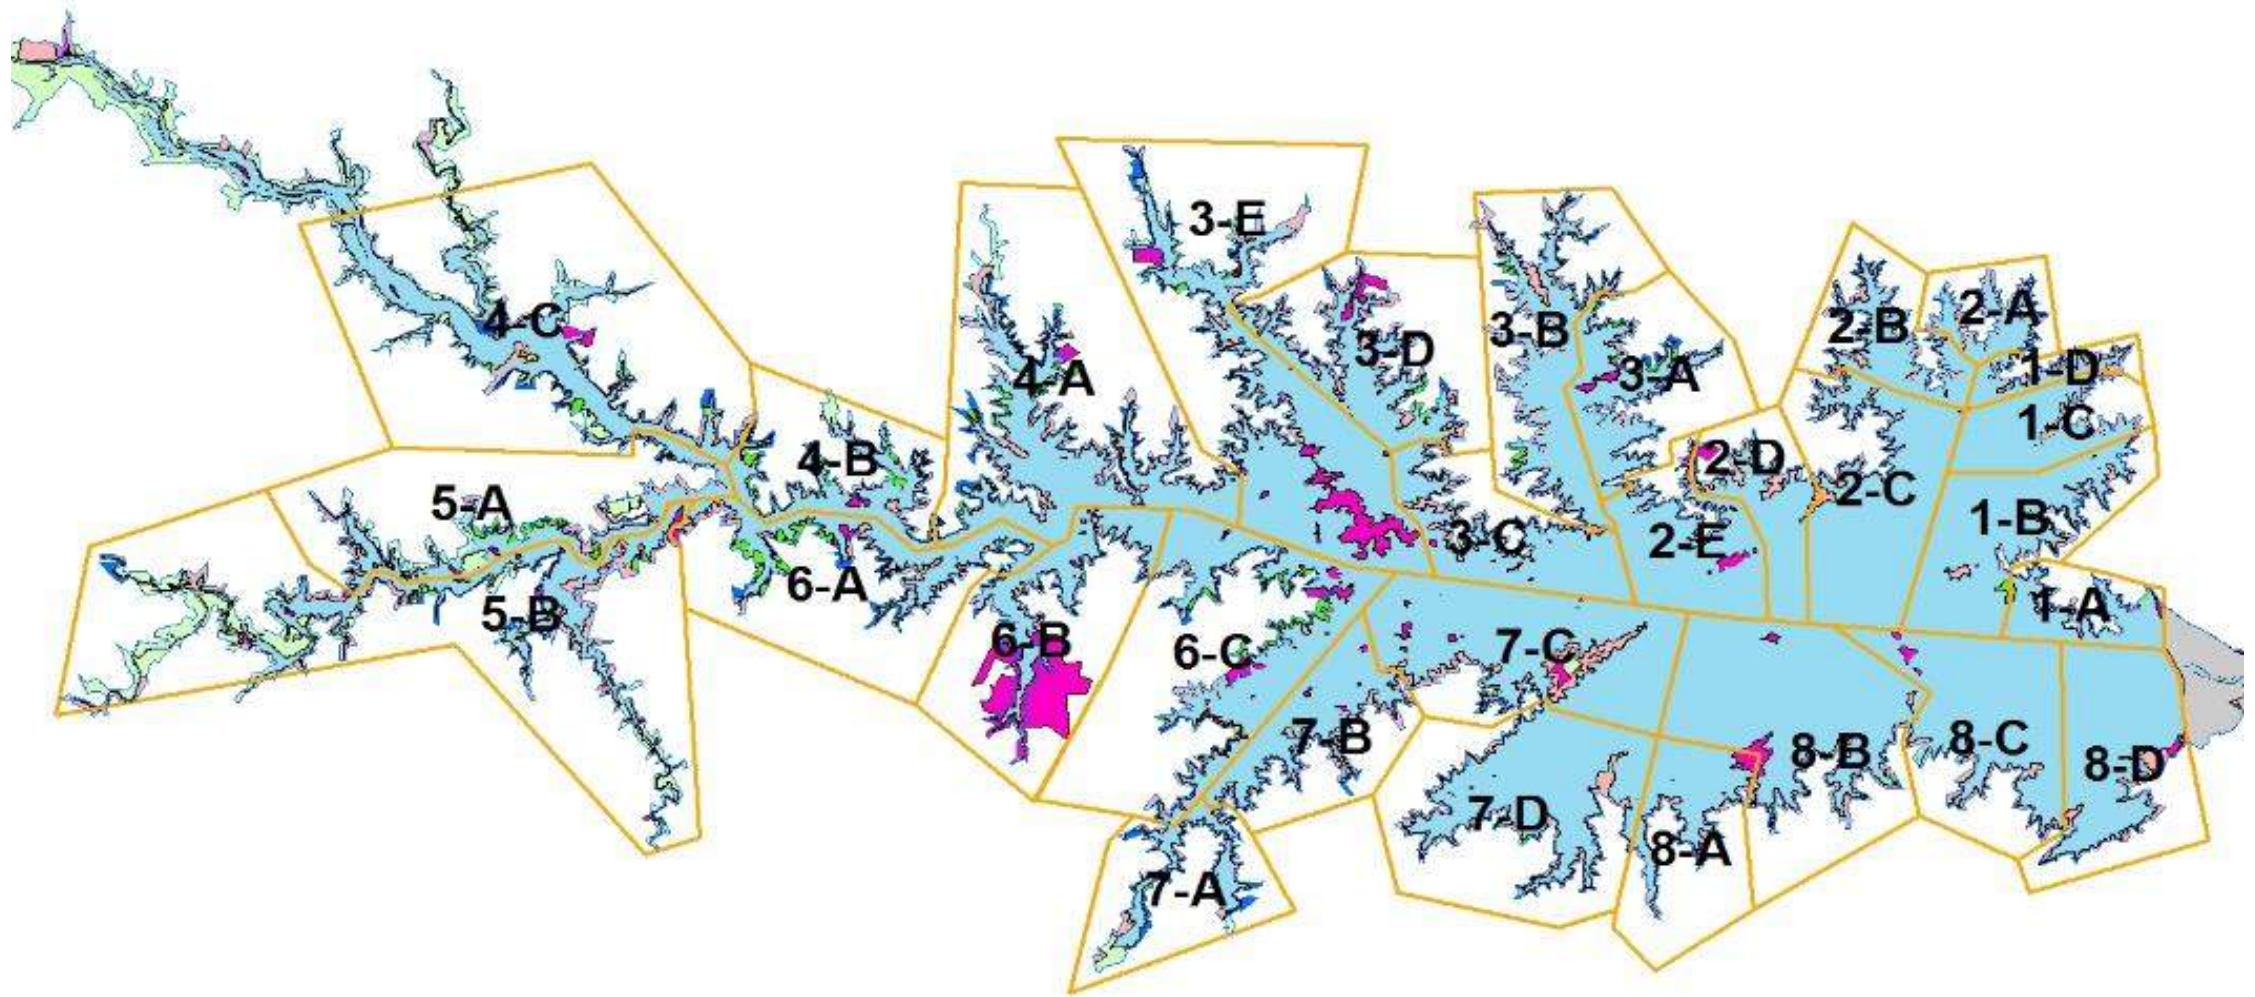 3-E
4-C
3-B
2-B
2-A
3-D
4-A
3-A
1-D
1-C
4-B
2-D
5-A
2-C
1-B
3-C
2-E
6-A
5-B
1-A
6-B
6-C
7-C
7-B
8-B
8-C
8-D
7-D
8-A
7-A